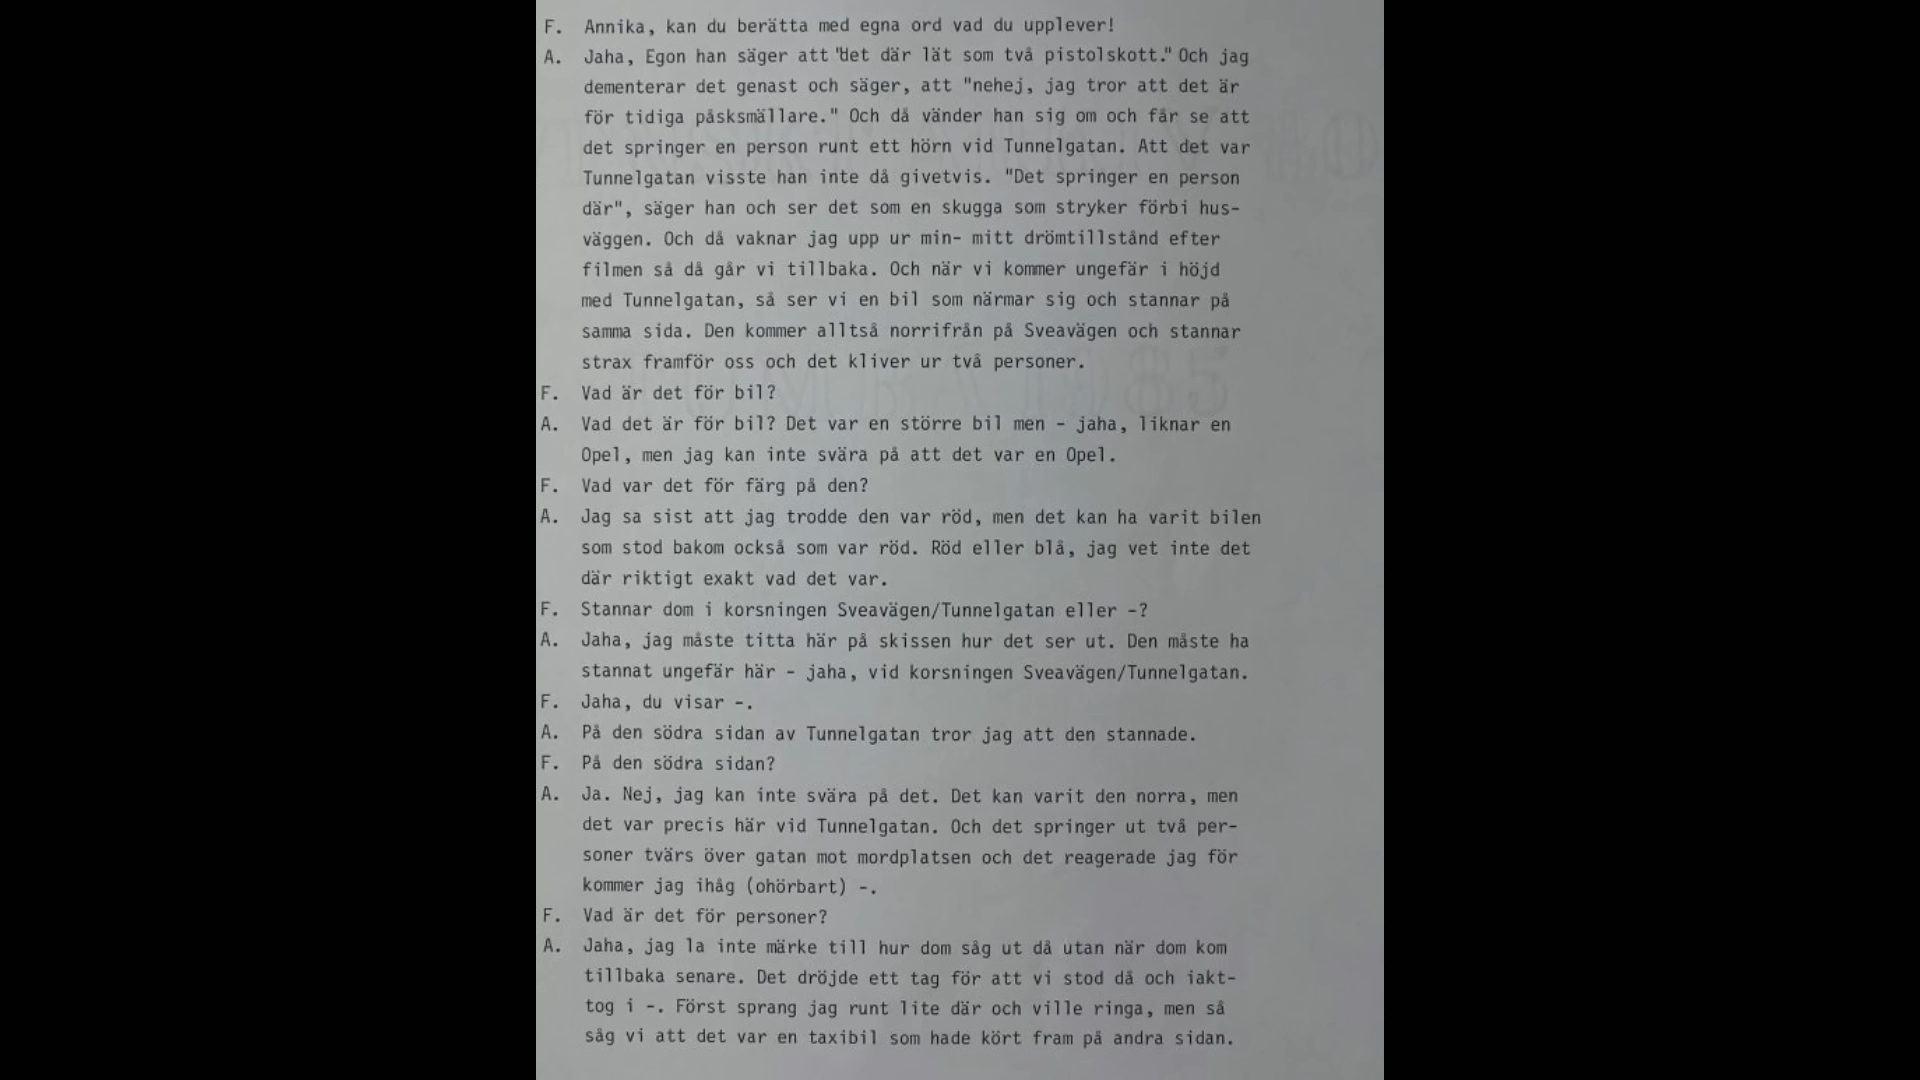 F. Annika, kan du berätta med egna ord vad du upplever!
A. Jaha, Egon han säger att "det där lät som två pistolskott." Och jag
dementerar det genast och säger, att "nehej, jag tror att det är
för tidiga påsksmällare." Och då vänder han sig om och får se att
det springer en person runt ett hörn vid Tunnelgatan. Att det var
Tunnelgatan visste han inte då givetvis. "Det springer en person
där", säger han och ser det som en skugga som stryker förbi hus-
väggen. Och då vaknar jag upp ur min- mitt drömtillstånd efter
filmen så då går vi tillbaka. Och när vi kommer ungefär i höjd
med Tunnelgatan, så ser vi en bil som närmar sig och stannar på
samma sida. Den kommer alltså norrifrån på Sveavägen och stannar
strax framför oss och det kliver ur två personer.
F. Vad är det för bil?
A. Vad det är för bil? Det var en större bil men - jaha, liknar en
Opel, men jag kan inte svära på att det var en Opel.
F. Vad var det för färg på den?
A. Jag sa sist att jag trodde den var röd, men det kan ha varit bilen
som stod bakom också som var röd. Röd eller blå, jag vet inte det
där riktigt exakt vad det var.
F. Stannar dom i korsningen Sveavägen/Tunnelgatan eller -?
A. Jaha, jag måste titta här på skissen hur det ser ut. Den måste ha
stannat ungefär här - jaha, vid korsningen Sveavägen/Tunnelgatan.
F. Jaha, du visar -.
A. På den södra sidan av Tunnelgatan tror jag att den stannade.
F. På den södra sidan?
A. Ja. Nej, jag kan inte svära på det. Det kan varit den norra, men
det var precis här vid Tunnelgatan. Och det springer ut två per-
soner tvärs över gatan mot mordplatsen och det reagerade jag för
kommer jag ihåg (ohörbart) -.
F. Vad är det för personer?
A. Jaha, jag la inte märke till hur dom såg ut då utan när dom kom
tillbaka senare. Det dröjde ett tag för att vi stod då och iakt-
tog i -. Först sprang jag runt lite där och ville ringa, men så
såg vi att det var en taxibil som hade kört fram på andra sidan.